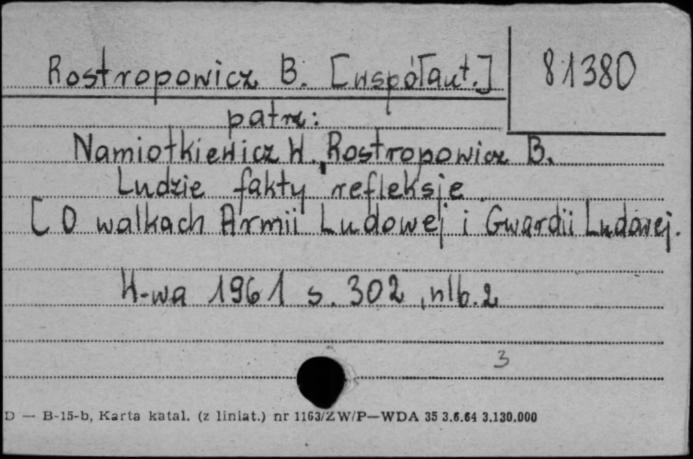 Rostropowicz B. [współaut.] 81380
patrz:
Namiotkiewicz W., Rostropowicz B.
Ludzie fakty refleksje
[O walkach Armii Ludowej i Gwardii Ludowej.
W-wa 1961 s. 302, nlb. 2
3
D — B-15-b, Karta katal. (z liniat.) nr 1163/ZW/P—WDA 35 3.6.64 3.130.000